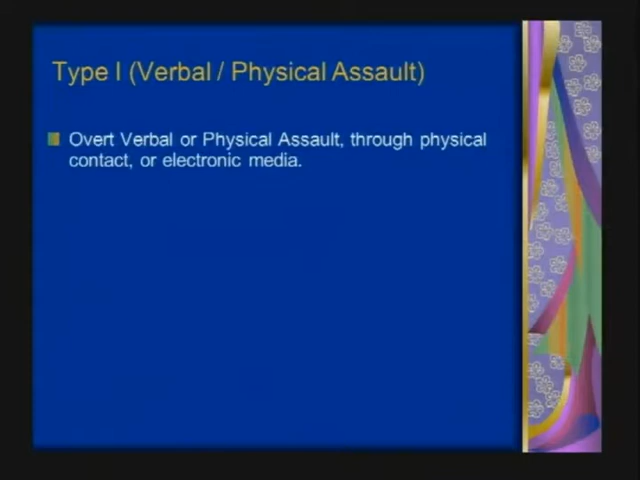 Type I (Verbal / Physical Assault)
Overt Verbal or Physical Assault, through physical
contact, or electronic media.